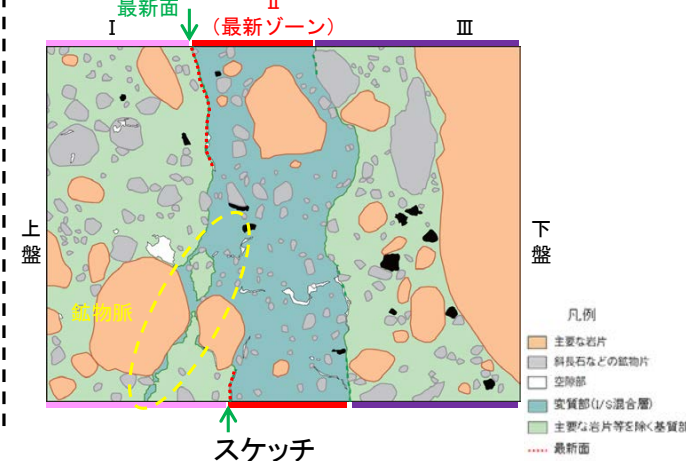 最新面
Ⅱ
(最新ゾーン)
Ⅰ
Ⅲ
上盤
下盤
鉱物脈
スケッチ
凡例
主要な岩片
斜長石などの鉱物片
空隙部
変質部(I/S混合層)
主要な岩片等を除く基質部
最新面